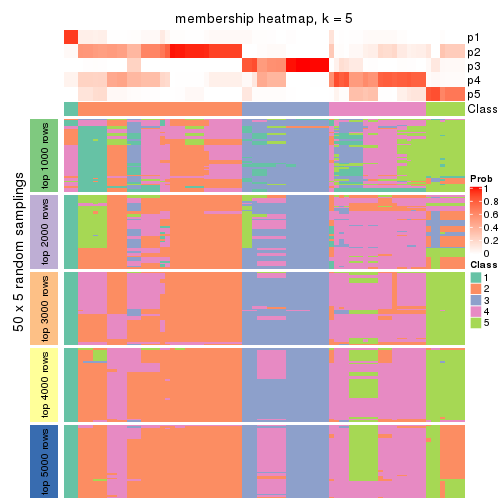 membership heatmap, k = 5
p1
p2
p3
p4
p5
Class
50 x 5 random samplings
top 1000 rows
top 2000 rows
top 3000 rows
top 4000 rows
top 5000 rows
Prob
1
0.8
0.6
0.4
0.2
0
Class
1
2
3
4
5